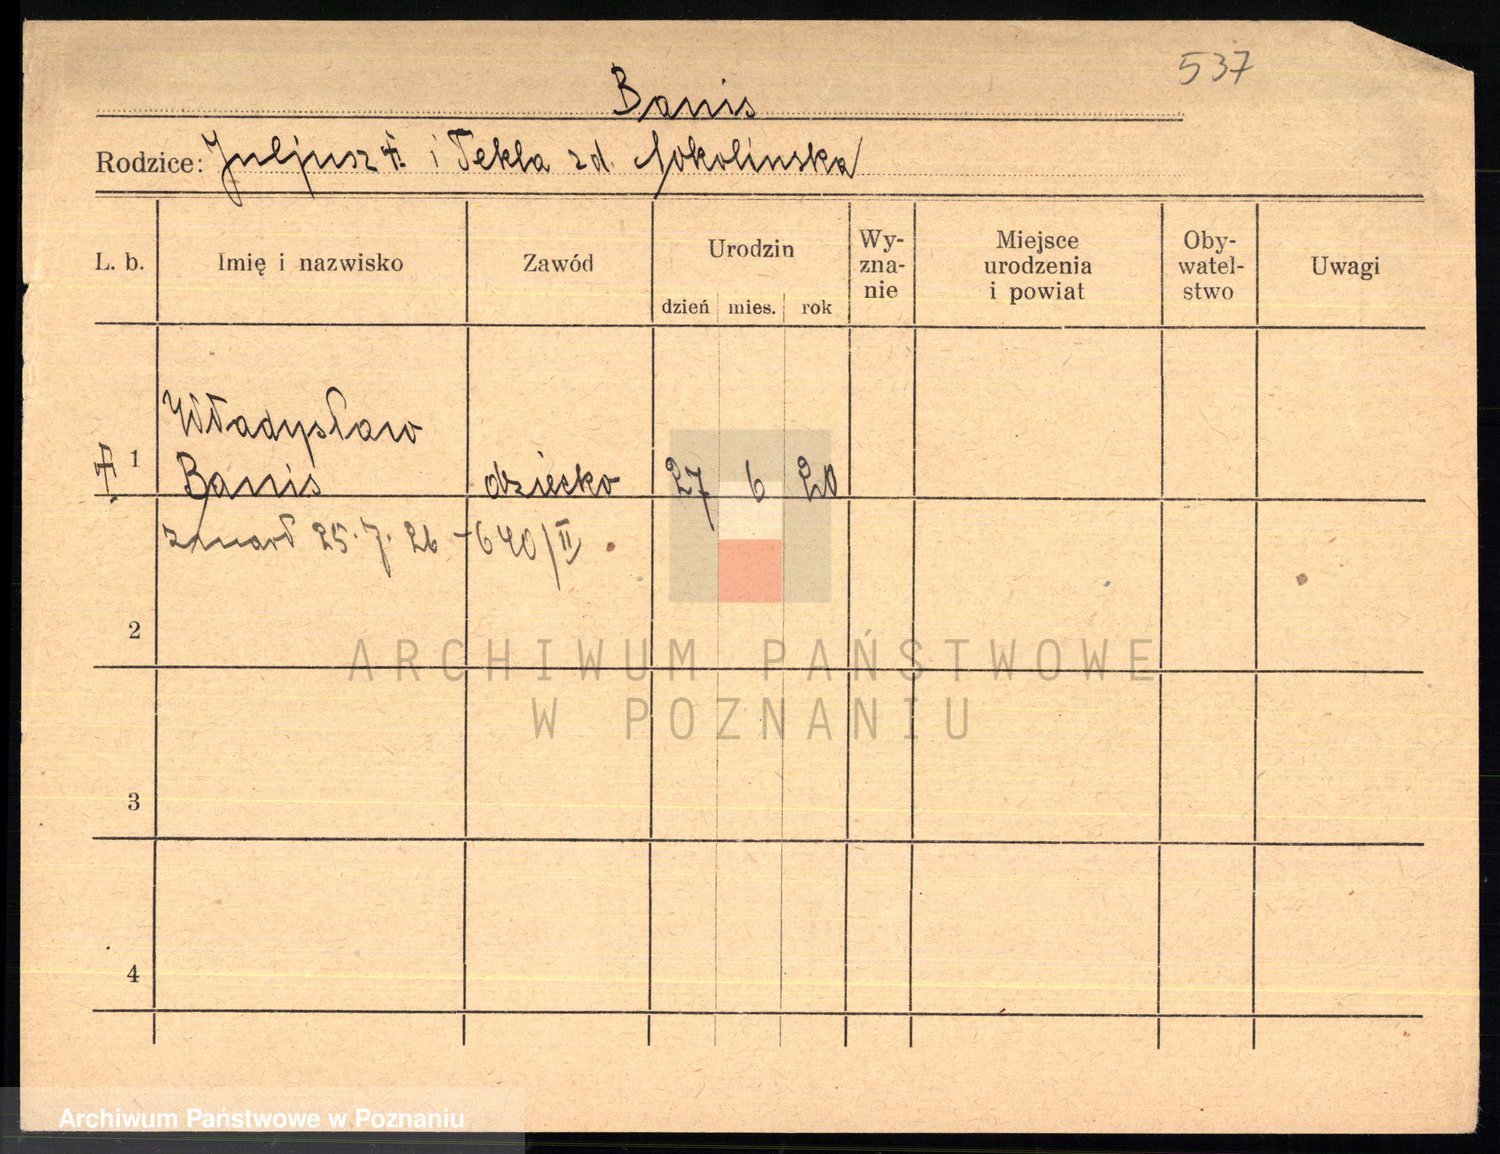 537
Banis
Rodzice: Juljusz † i Tekla zd. Sokolinska
L. b.
Imię i nazwisko
Zawód
Urodzin
dzień mies. rok
Wy-
zna-
nie
Miejsce
urodzenia
i powiat
Oby-
watel-
stwo
Uwagi
† 1
Władysław
Banis
dziecko
27 6 20
zmarł 25.7.26 - 640/II
2
3
4
ARCHIWUM PAŃSTWOWE
W POZNANIU
Archiwum Państwowe w Poznaniu